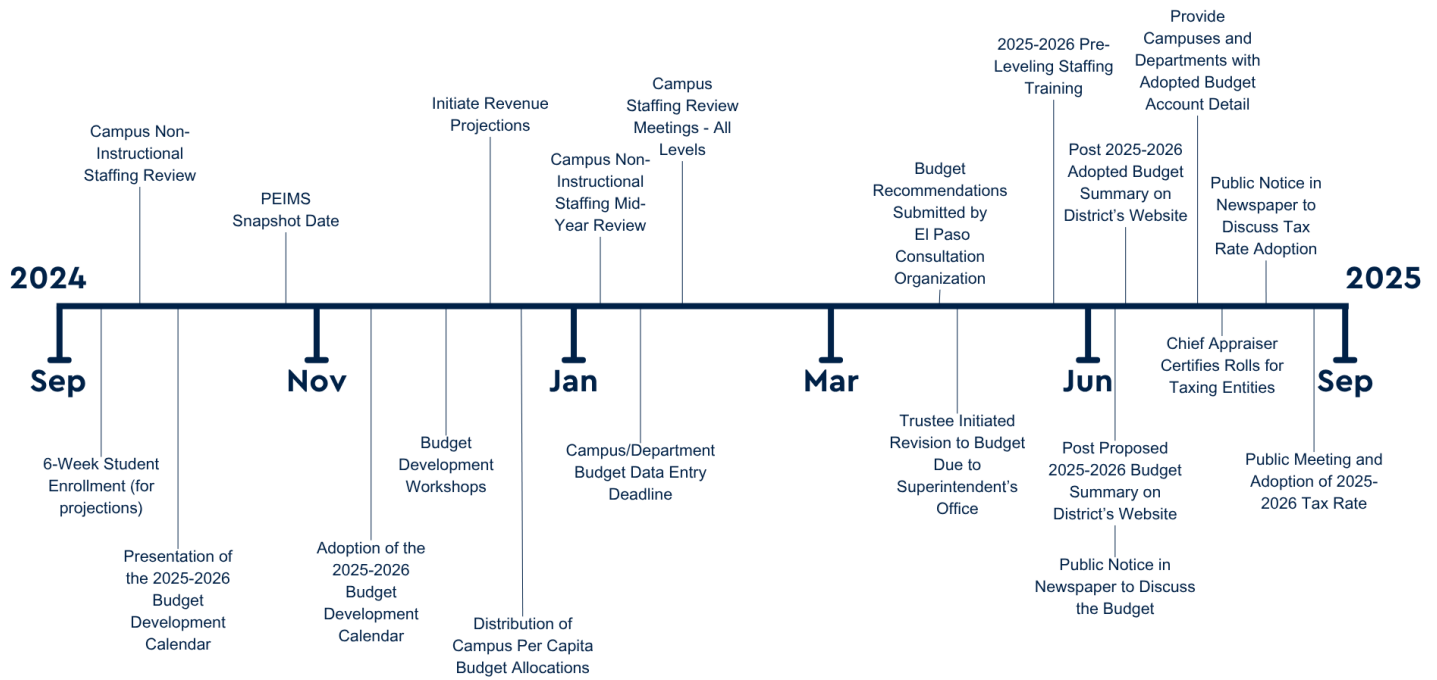 Provide
Campuses and
Departments with
Adopted Budget
Account Detail
2025-2026 Pre-
Leveling Staffing
Training
Campus
Staffing Review
Meetings - All
Levels
Initiate Revenue
Projections
Campus Non-
Instructional
Staffing Review
Post 2025-2026
Adopted Budget
Summary on
District’s Website
Campus Non-
Instructional
Staffing Mid-
Year Review
Budget
Recommendations
Submitted by
El Paso
Consultation
Organization
Public Notice in
Newspaper to
Discuss Tax
Rate Adoption
PEIMS
Snapshot Date
2024
2025
Sep
Nov
Jan
Mar
Jun
Sep
Chief Appraiser
Certifies Rolls for
Taxing Entities
6-Week Student
Enrollment (for
projections)
Presentation of
the 2025-2026
Budget
Development
Calendar
Adoption of the
2025-2026
Budget
Development
Calendar
Budget
Development
Workshops
Distribution of
Campus Per Capita
Budget Allocations
Campus/Department
Budget Data Entry
Deadline
Trustee Initiated
Revision to Budget
Due to
Superintendent’s
Office
Post Proposed
2025-2026 Budget
Summary on
District’s Website
Public Notice in
Newspaper to Discuss
the Budget
Public Meeting and
Adoption of 2025-
2026 Tax Rate